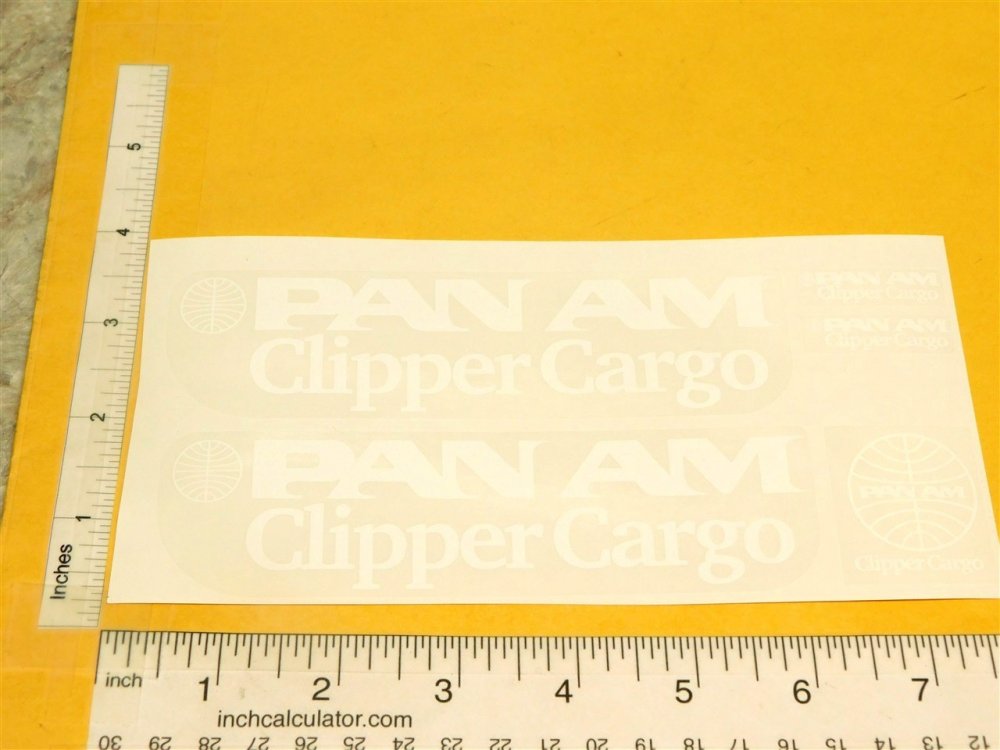 5
4
3
2
1
Inches
PAN AM
Clipper Cargo
PAN AM
Clipper Cargo
PAN AM
Clipper Cargo
PAN AM
Clipper Cargo
PAN AM
Clipper Cargo
inch 1 2 3 4 5 6 7
inchcalculator.com
30 29 28 27 26 25 24 23 22 21 20 19 18 17 16 15 14 13 12